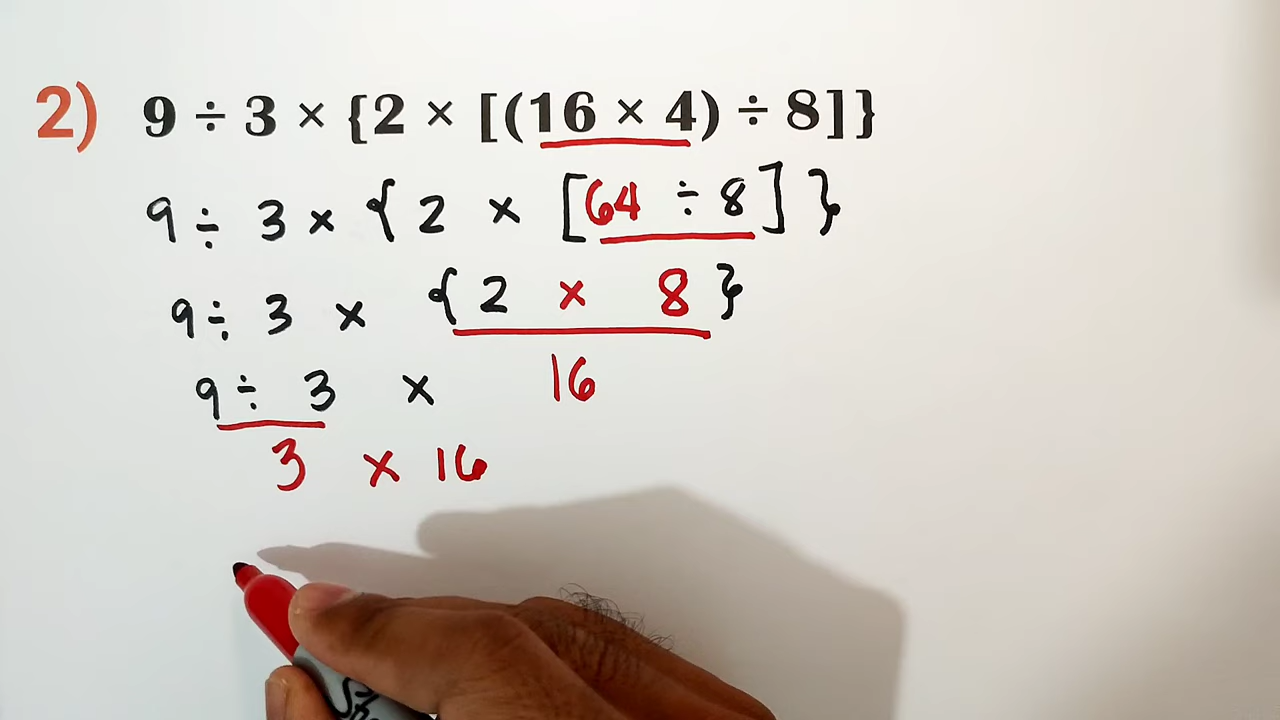 2) 9 ÷ 3 × {2 × [(16 × 4) ÷ 8]}
9 ÷ 3 × { 2 × [64 ÷ 8] }
9 ÷ 3 × { 2 × 8 }
9 ÷ 3 × 16
3 × 16